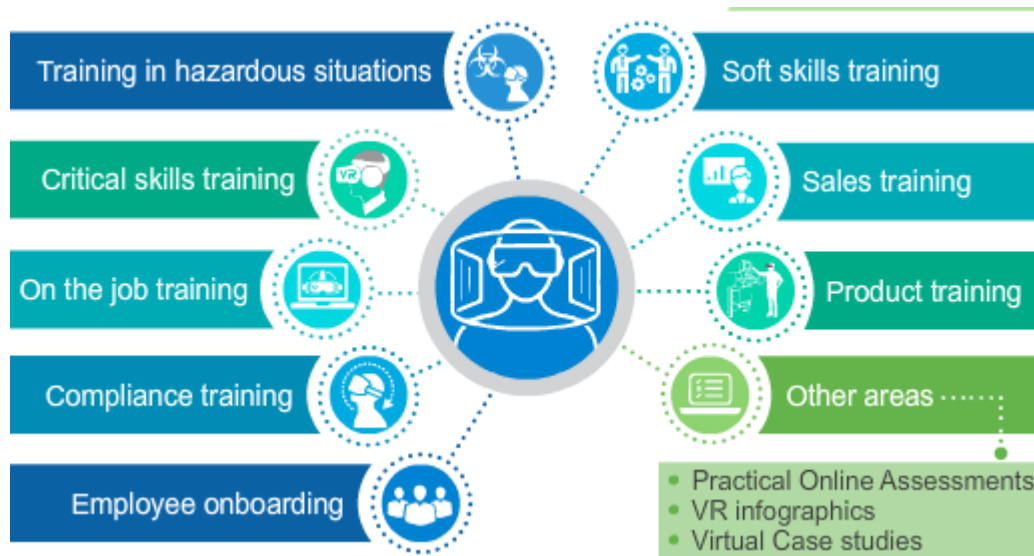 Training in hazardous situations
Critical skills training
On the job training
Compliance training
Employee onboarding
Soft skills training
Sales training
Product training
Other areas
Practical Online Assessments
VR infographics
Virtual Case studies
VR